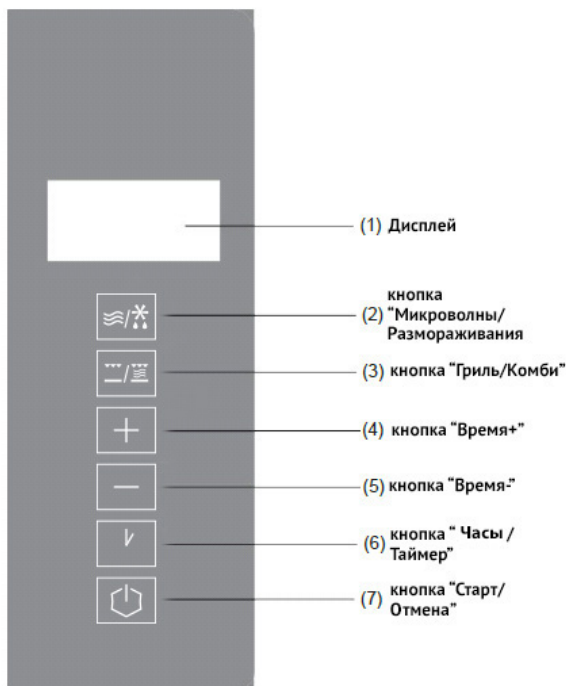 (1) Дисплей
кнопка
(2) “Микроволны/
Размораживания
(3) кнопка “Гриль/Комби”
(4) кнопка “Время+”
(5) кнопка “Время-”
(6) кнопка “ Часы /
Таймер”
(7) кнопка “Старт/
Отмена”